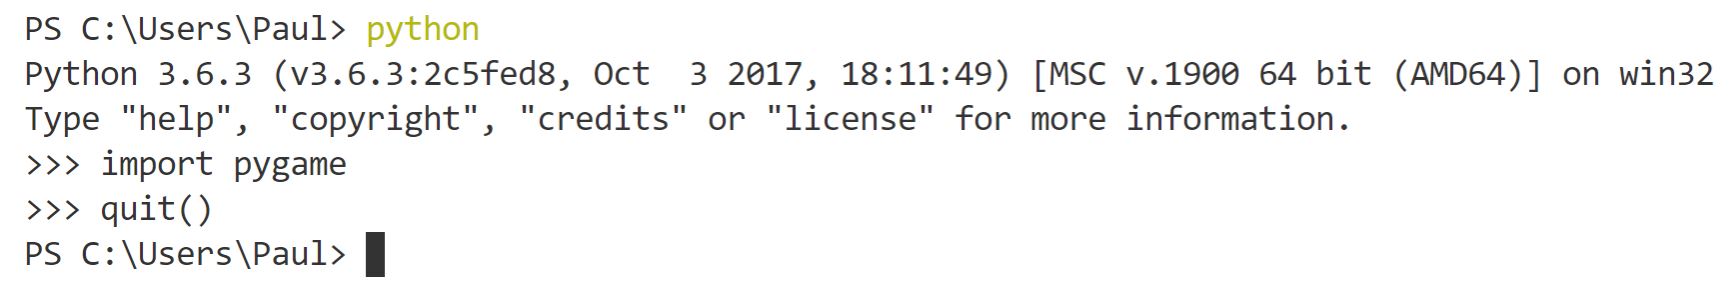 PS C:\Users\Paul> python
Python 3.6.3 (v3.6.3:2c5fed8, Oct  3 2017, 18:11:49) [MSC v.1900 64 bit (AMD64)] on win32
Type "help", "copyright", "credits" or "license" for more information.
>>> import pygame
>>> quit()
PS C:\Users\Paul>